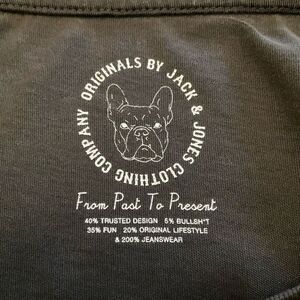 ORIGINALS BY JACK & JONES CLOTHING COMPANY
From Past To Present
40% TRUSTED DESIGN 5% BULLSH*T
35% FUN 20% ORIGINAL LIFESTYLE
& 200% JEANSWEAR